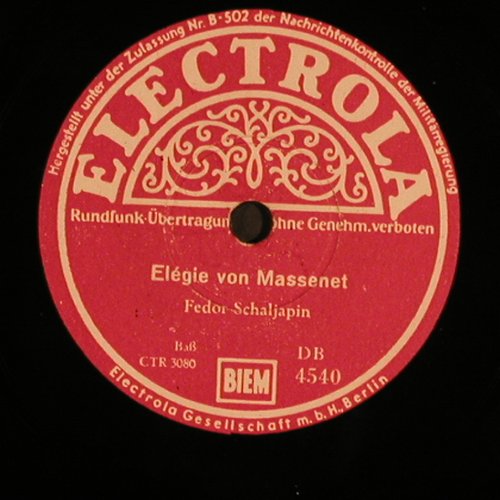 Hergestellt unter der Zulassung Nr. B-502 der Nachrichtenkontrolle der Militärregierung
ELECTROLA
Rundfunk-Übertragun ohne Genehm. verboten
Elégie von Massenet
Fedor Schaljapin
Baß
CTR 3080
BIEM
DB
4540
Electrola Gesellschaft m.b.H., Berlin